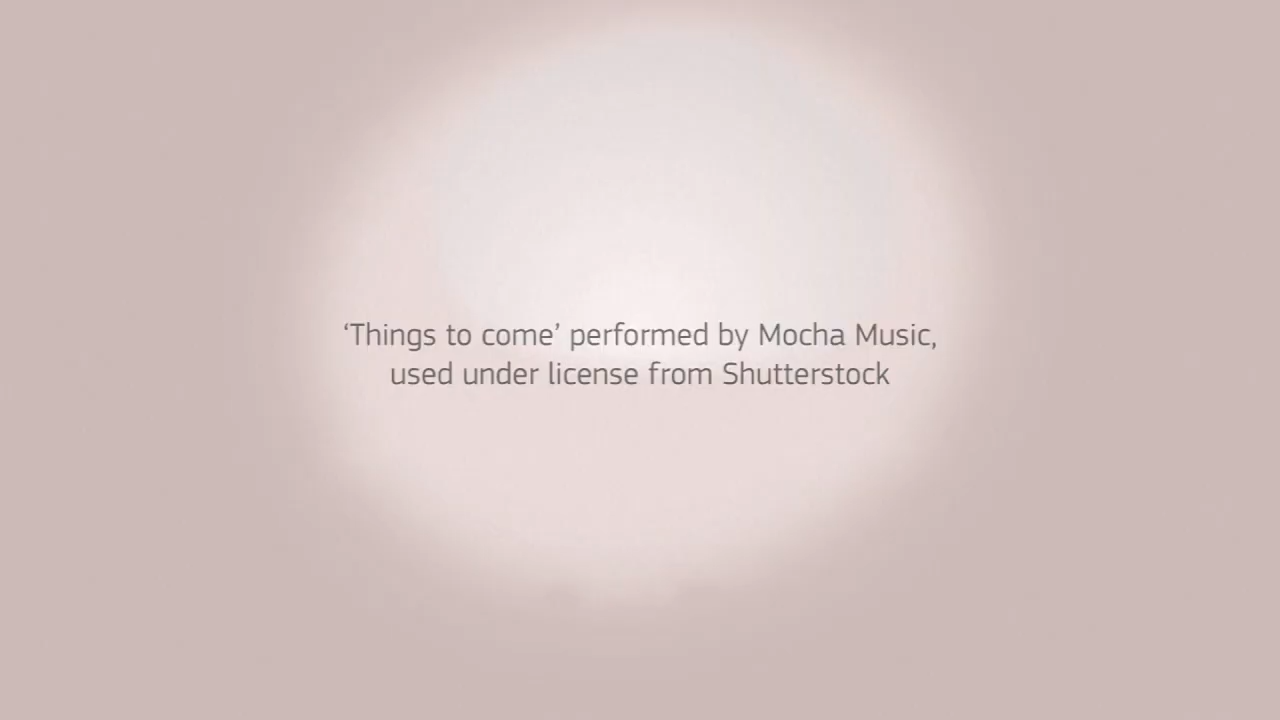 ‘Things to come’ performed by Mocha Music,
used under license from Shutterstock